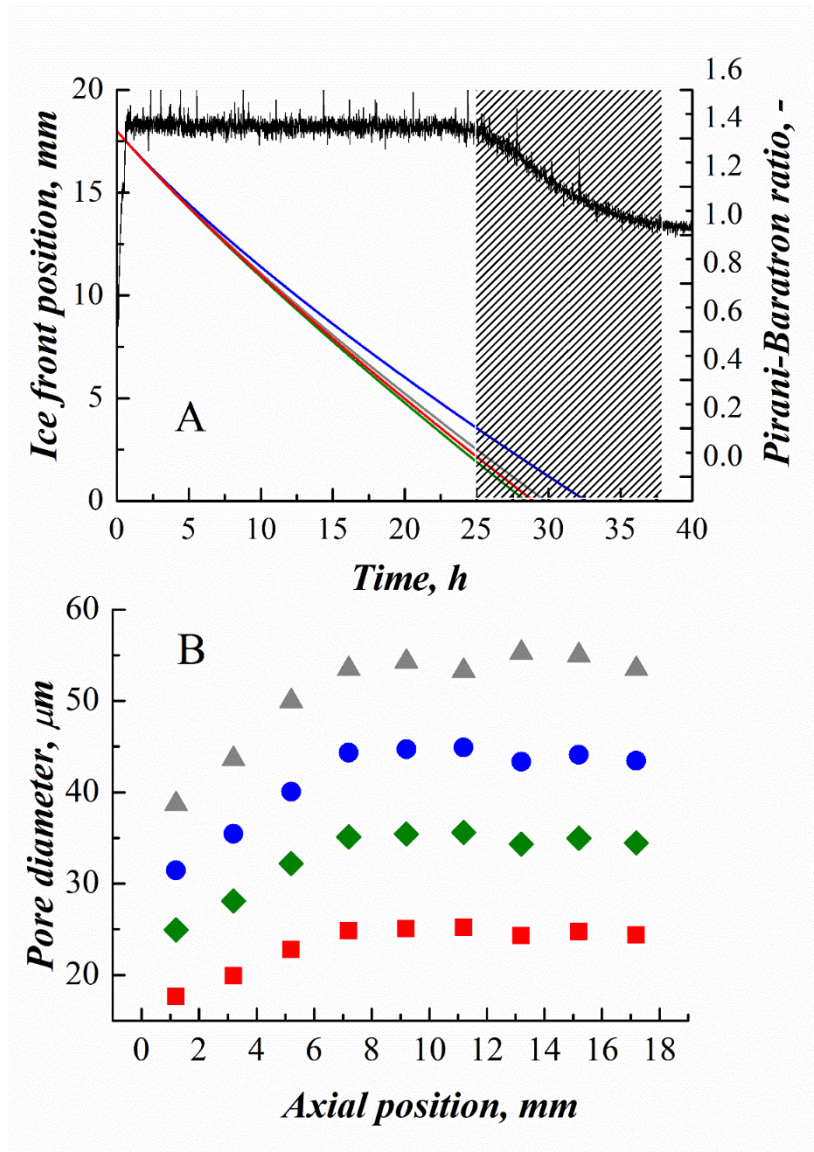 20
15
10
5
0
Ice front position, mm
A
1.6
1.4
1.2
1.0
0.8
0.6
0.4
0.2
0.0
Pirani-Baratron ratio, -
0 5 10 15 20 25 30 35 40
Time, h
60
50
40
30
20
Pore diameter, μm
B
0 2 4 6 8 10 12 14 16 18
Axial position, mm